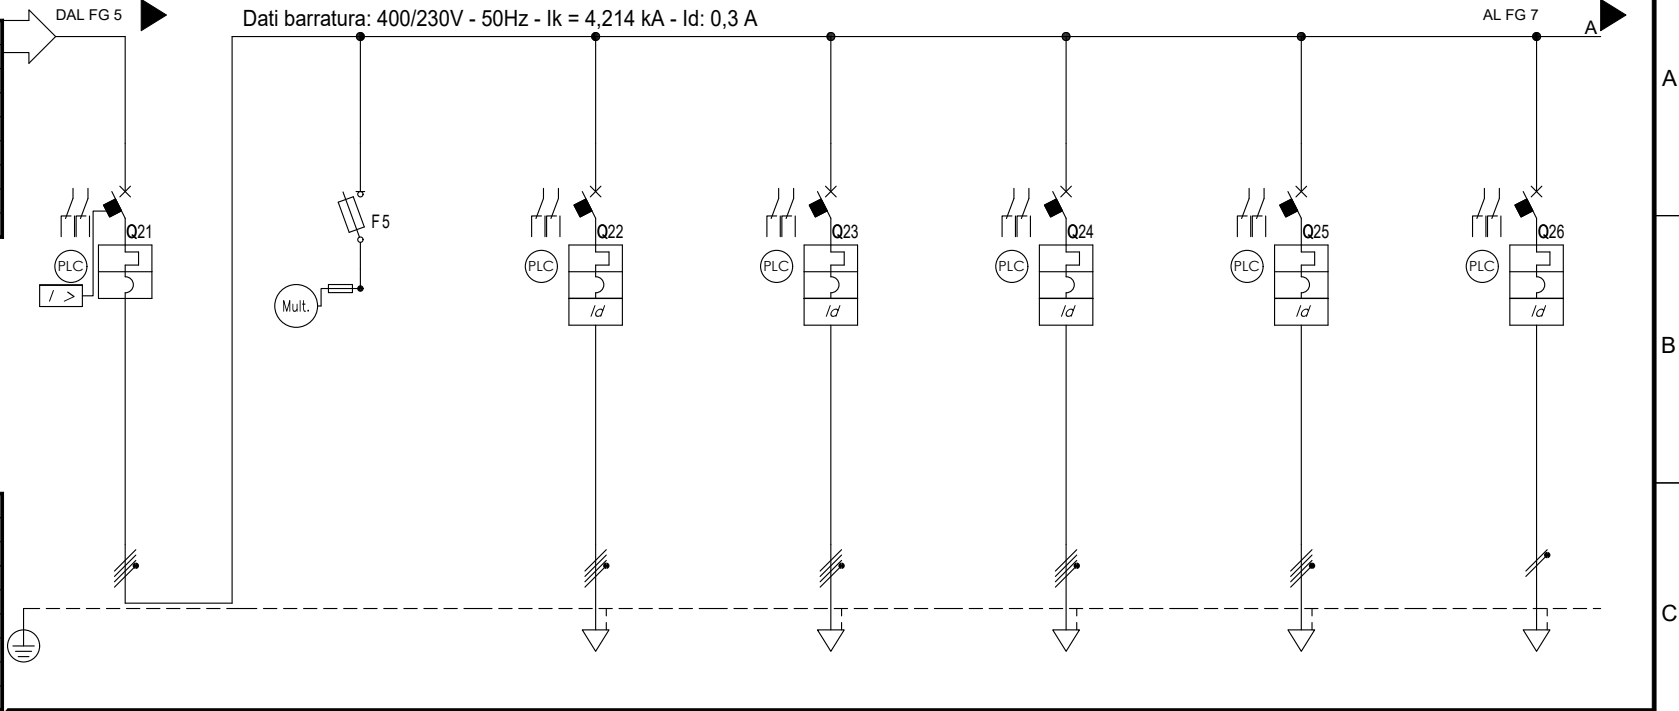 DAL FG 5
Dati barratura: 400/230V - 50Hz - Ik = 4,214 kA - Id: 0,3 A
AL FG 7
A
A
Q21
F5
Q22
Q23
Q24
Q25
Q26
PLC
PLC
PLC
PLC
PLC
PLC
I >
Mult.
Id
Id
Id
Id
Id
B
C